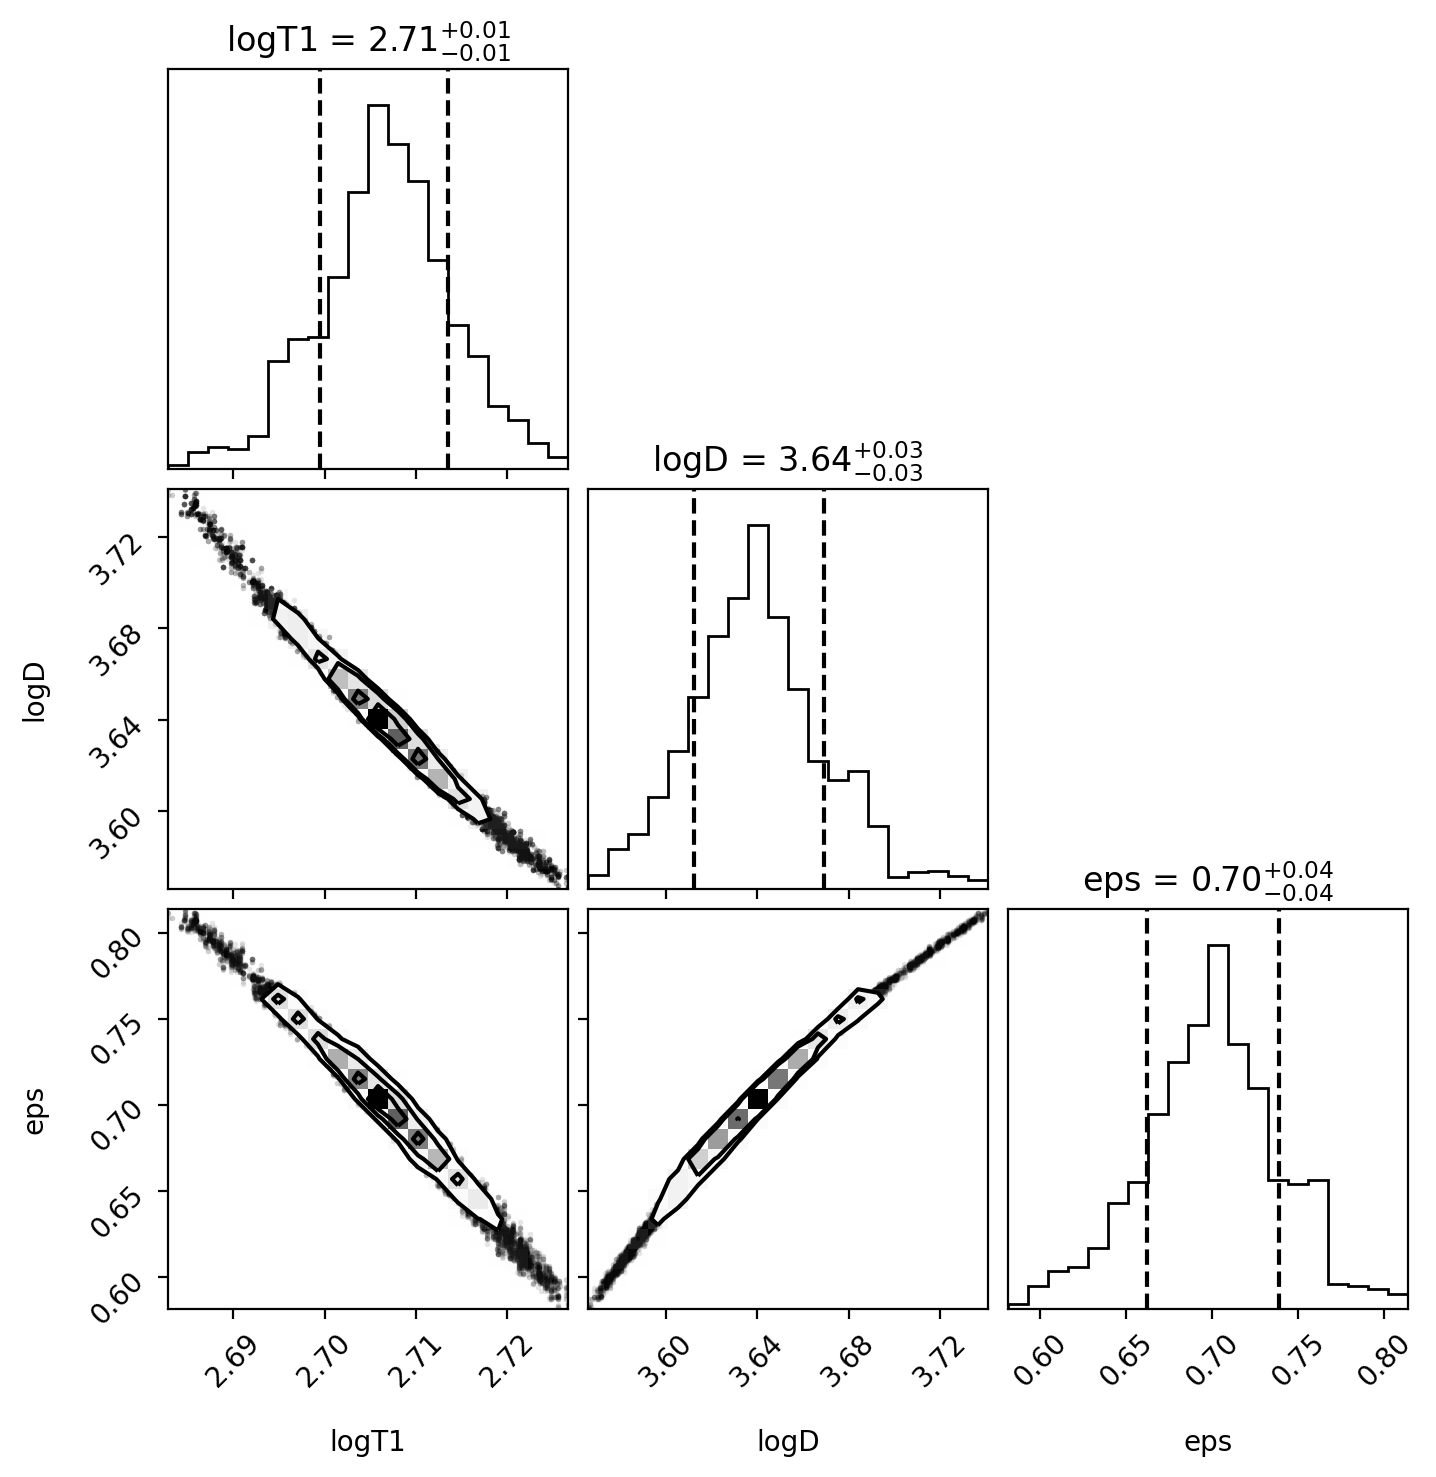 logT1 = 2.71+0.01 −0.01
logD = 3.64+0.03 −0.03
3.72
3.68
3.64
3.60
logD
eps = 0.70+0.04 −0.04
0.80
0.75
0.70
0.65
0.60
eps
2.69 2.70 2.71 2.72 3.60 3.64 3.68 3.72 0.60 0.65 0.70 0.75 0.80
logT1 logD eps